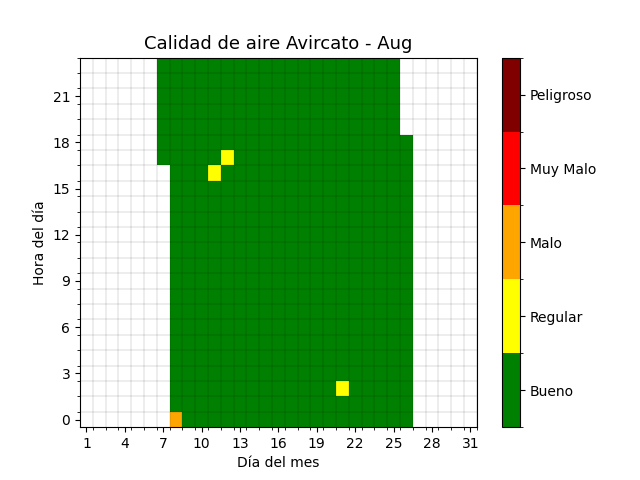 Calidad de aire Avircato - Aug
Hora del día
21
18
15
12
9
6
3
0
1 4 7 10 13 16 19 22 25 28 31
Día del mes
Peligroso
Muy Malo
Malo
Regular
Bueno